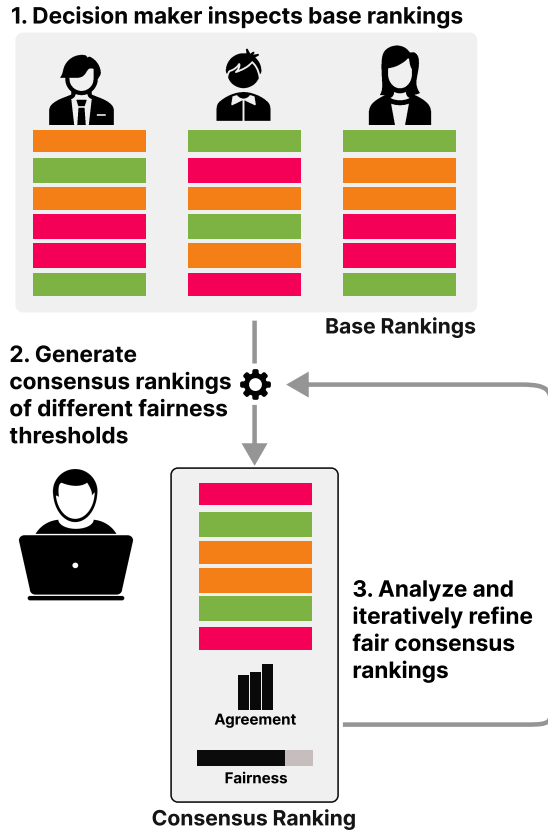 1. Decision maker inspects base rankings
Base Rankings
2. Generate
consensus rankings
of different fairness
thresholds
3. Analyze and
iteratively refine
fair consensus
rankings
Agreement
Fairness
Consensus Ranking